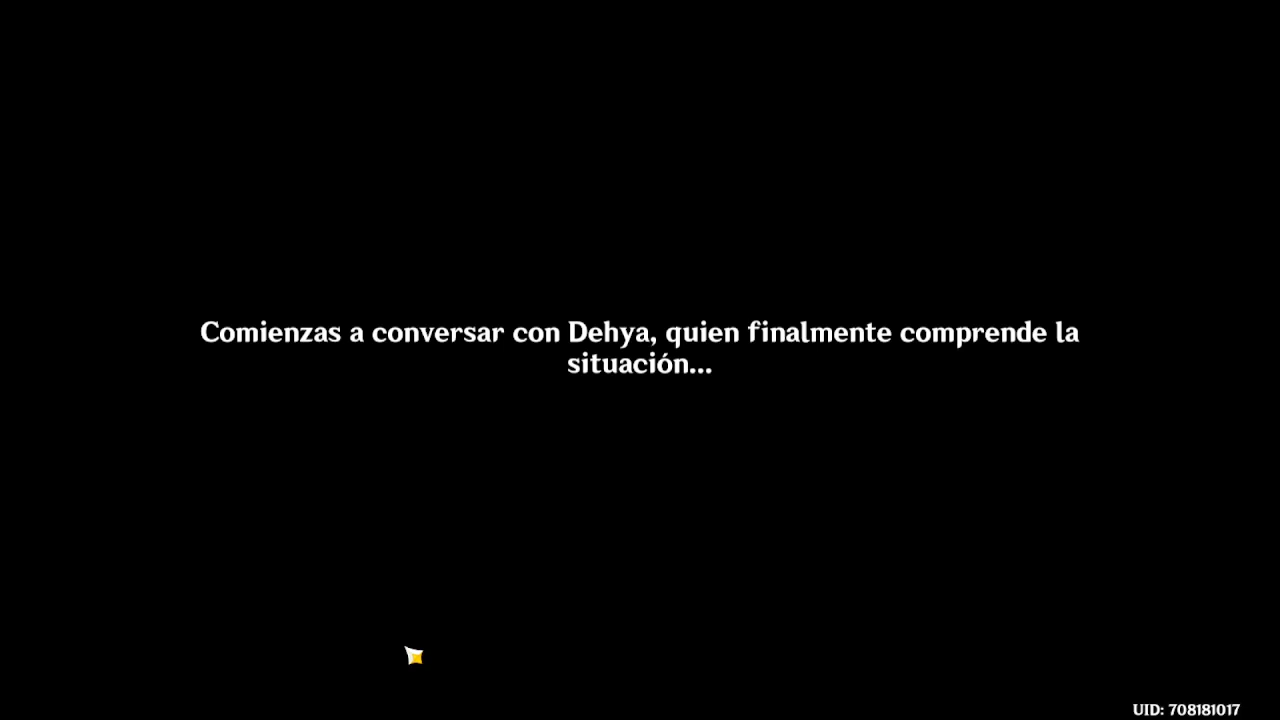 Comienzas a conversar con Dehya, quien finalmente comprende la
situación...
UID: 708181017